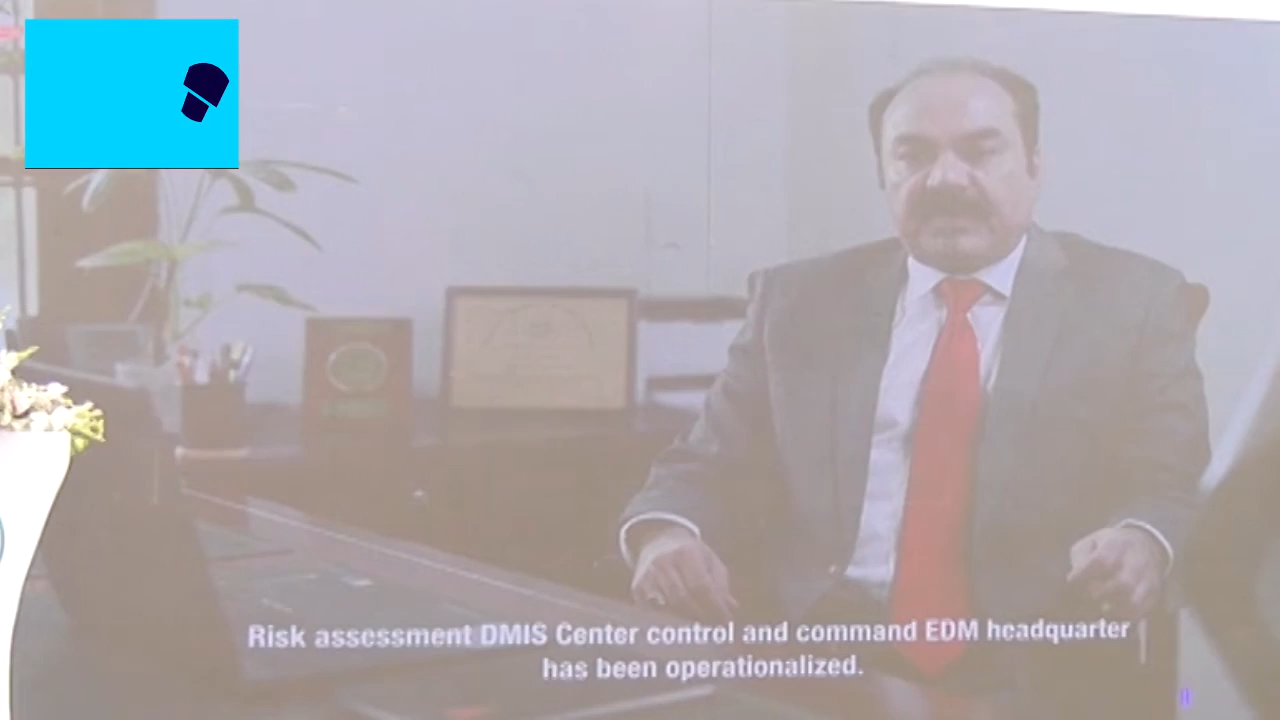 Risk assessment DMIS Center control and command EDM headquarter
has been operationalized.